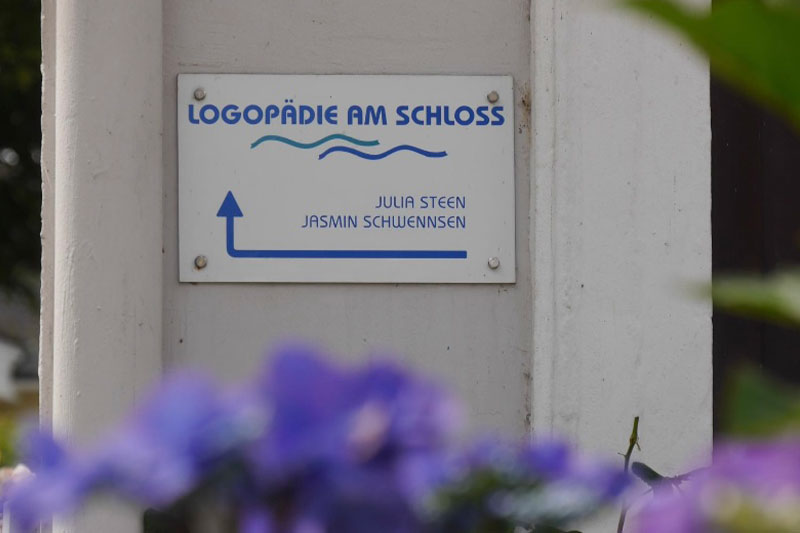 LOGOPÄDIE AM SCHLOSS
JULIA STEEN
JASMIN SCHWENNSEN